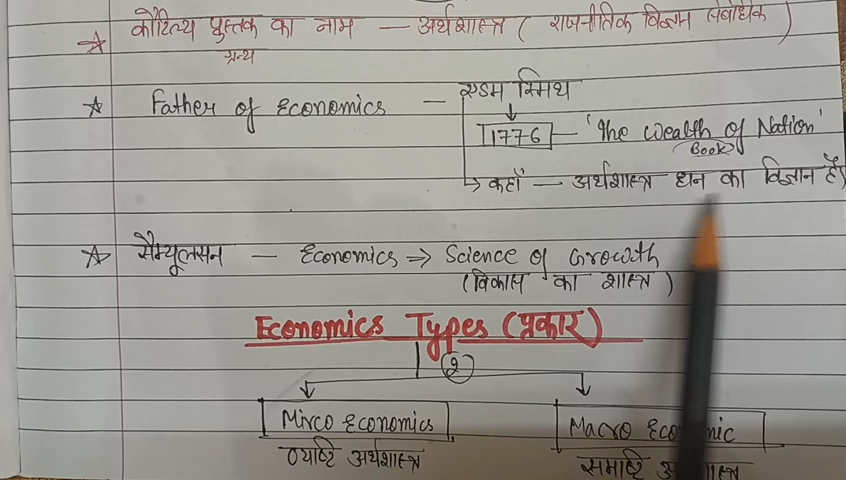 ☆ कौटिल्य पुस्तक का नाम — अर्थशास्त्र ( राजनीतिक विज्ञान संबंधित )
ग्रन्थ
☆ Father of Economics — एडम स्मिथ
1776 — 'The Wealth of Nation'
Book
→ कहाँ — अर्थशास्त्र धन का विज्ञान है।
☆ सैम्यूलसन — Economics ⇒ Science of Growth
(विकास का शास्त्र)
Economics Types (प्रकार)
2
Mirco Economics
व्यष्टि अर्थशास्त्र
Macro
समष्टि